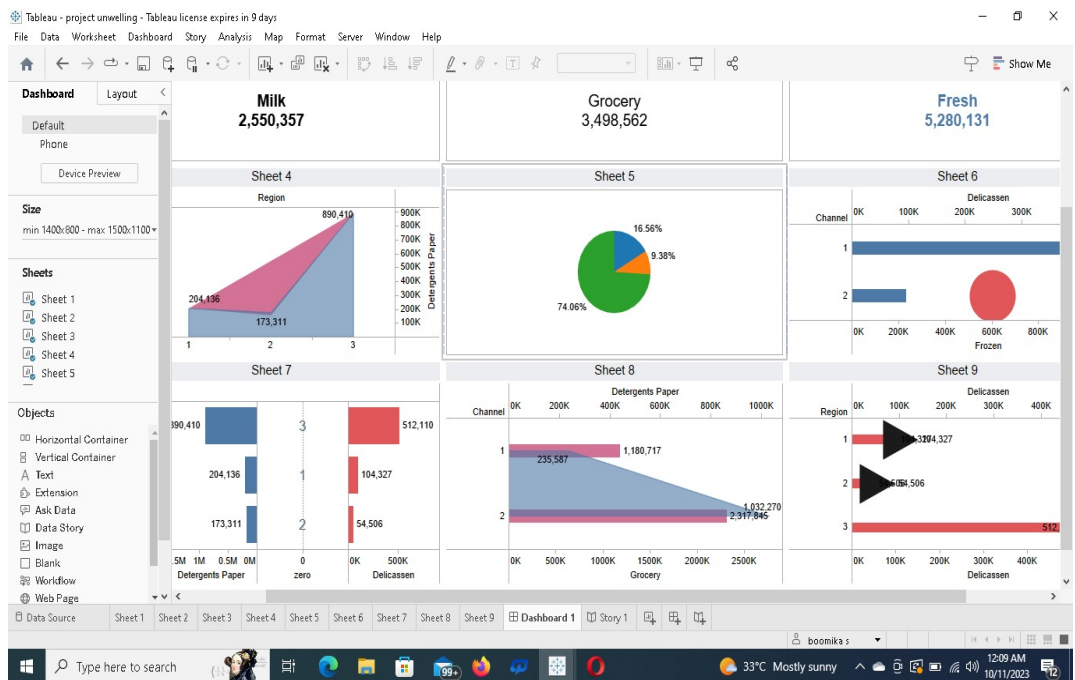 Tableau - project unwelling - Tableau license expires in 9 days
File Data Worksheet Dashboard Story Analysis Map Format Server Window Help
Show Me
Dashboard Layout
Default
Phone
Device Preview
Size
min 1400x800 - max 1500x1100
Sheets
Sheet 1
Sheet 2
Sheet 3
Sheet 4
Sheet 5
Objects
Horizontal Container
Vertical Container
A Text
Extension
Ask Data
Data Story
Image
Blank
Workflow
Web Page
Milk
2,550,357
Grocery
3,498,562
Fresh
5,280,131
Sheet 4
Region
890,410
204,136
173,311
1 2 3
900K
800K
700K
600K
500K
400K
300K
200K
100K
Detergents Paper
Sheet 5
16.56%
9.38%
74.06%
Sheet 6
Delicassen
Channel 0K 100K 200K 300K
1
2
0K 200K 400K 600K 800K
Frozen
Sheet 7
890,410 3 512,110
204,136 1 104,327
173,311 2 54,506
.5M 1M 0.5M 0M 0 0K 500K
Detergents Paper zero Delicassen
Sheet 8
Detergents Paper
Channel 0K 200K 400K 600K 800K 1000K
1 1,180,717
235,587
1,032,270
2 2,317,845
0K 500K 1000K 1500K 2000K 2500K
Grocery
Sheet 9
Delicassen
Region 0K 100K 200K 300K 400K
1 104,327
2 54,506
3 512,
0K 100K 200K 300K 400K
Delicassen
Data Source Sheet 1 Sheet 2 Sheet 3 Sheet 4 Sheet 5 Sheet 6 Sheet 7 Sheet 8 Sheet 9 Dashboard 1 Story 1
boomika s
Type here to search
99+
33°C Mostly sunny
12:09 AM
10/11/2023
12